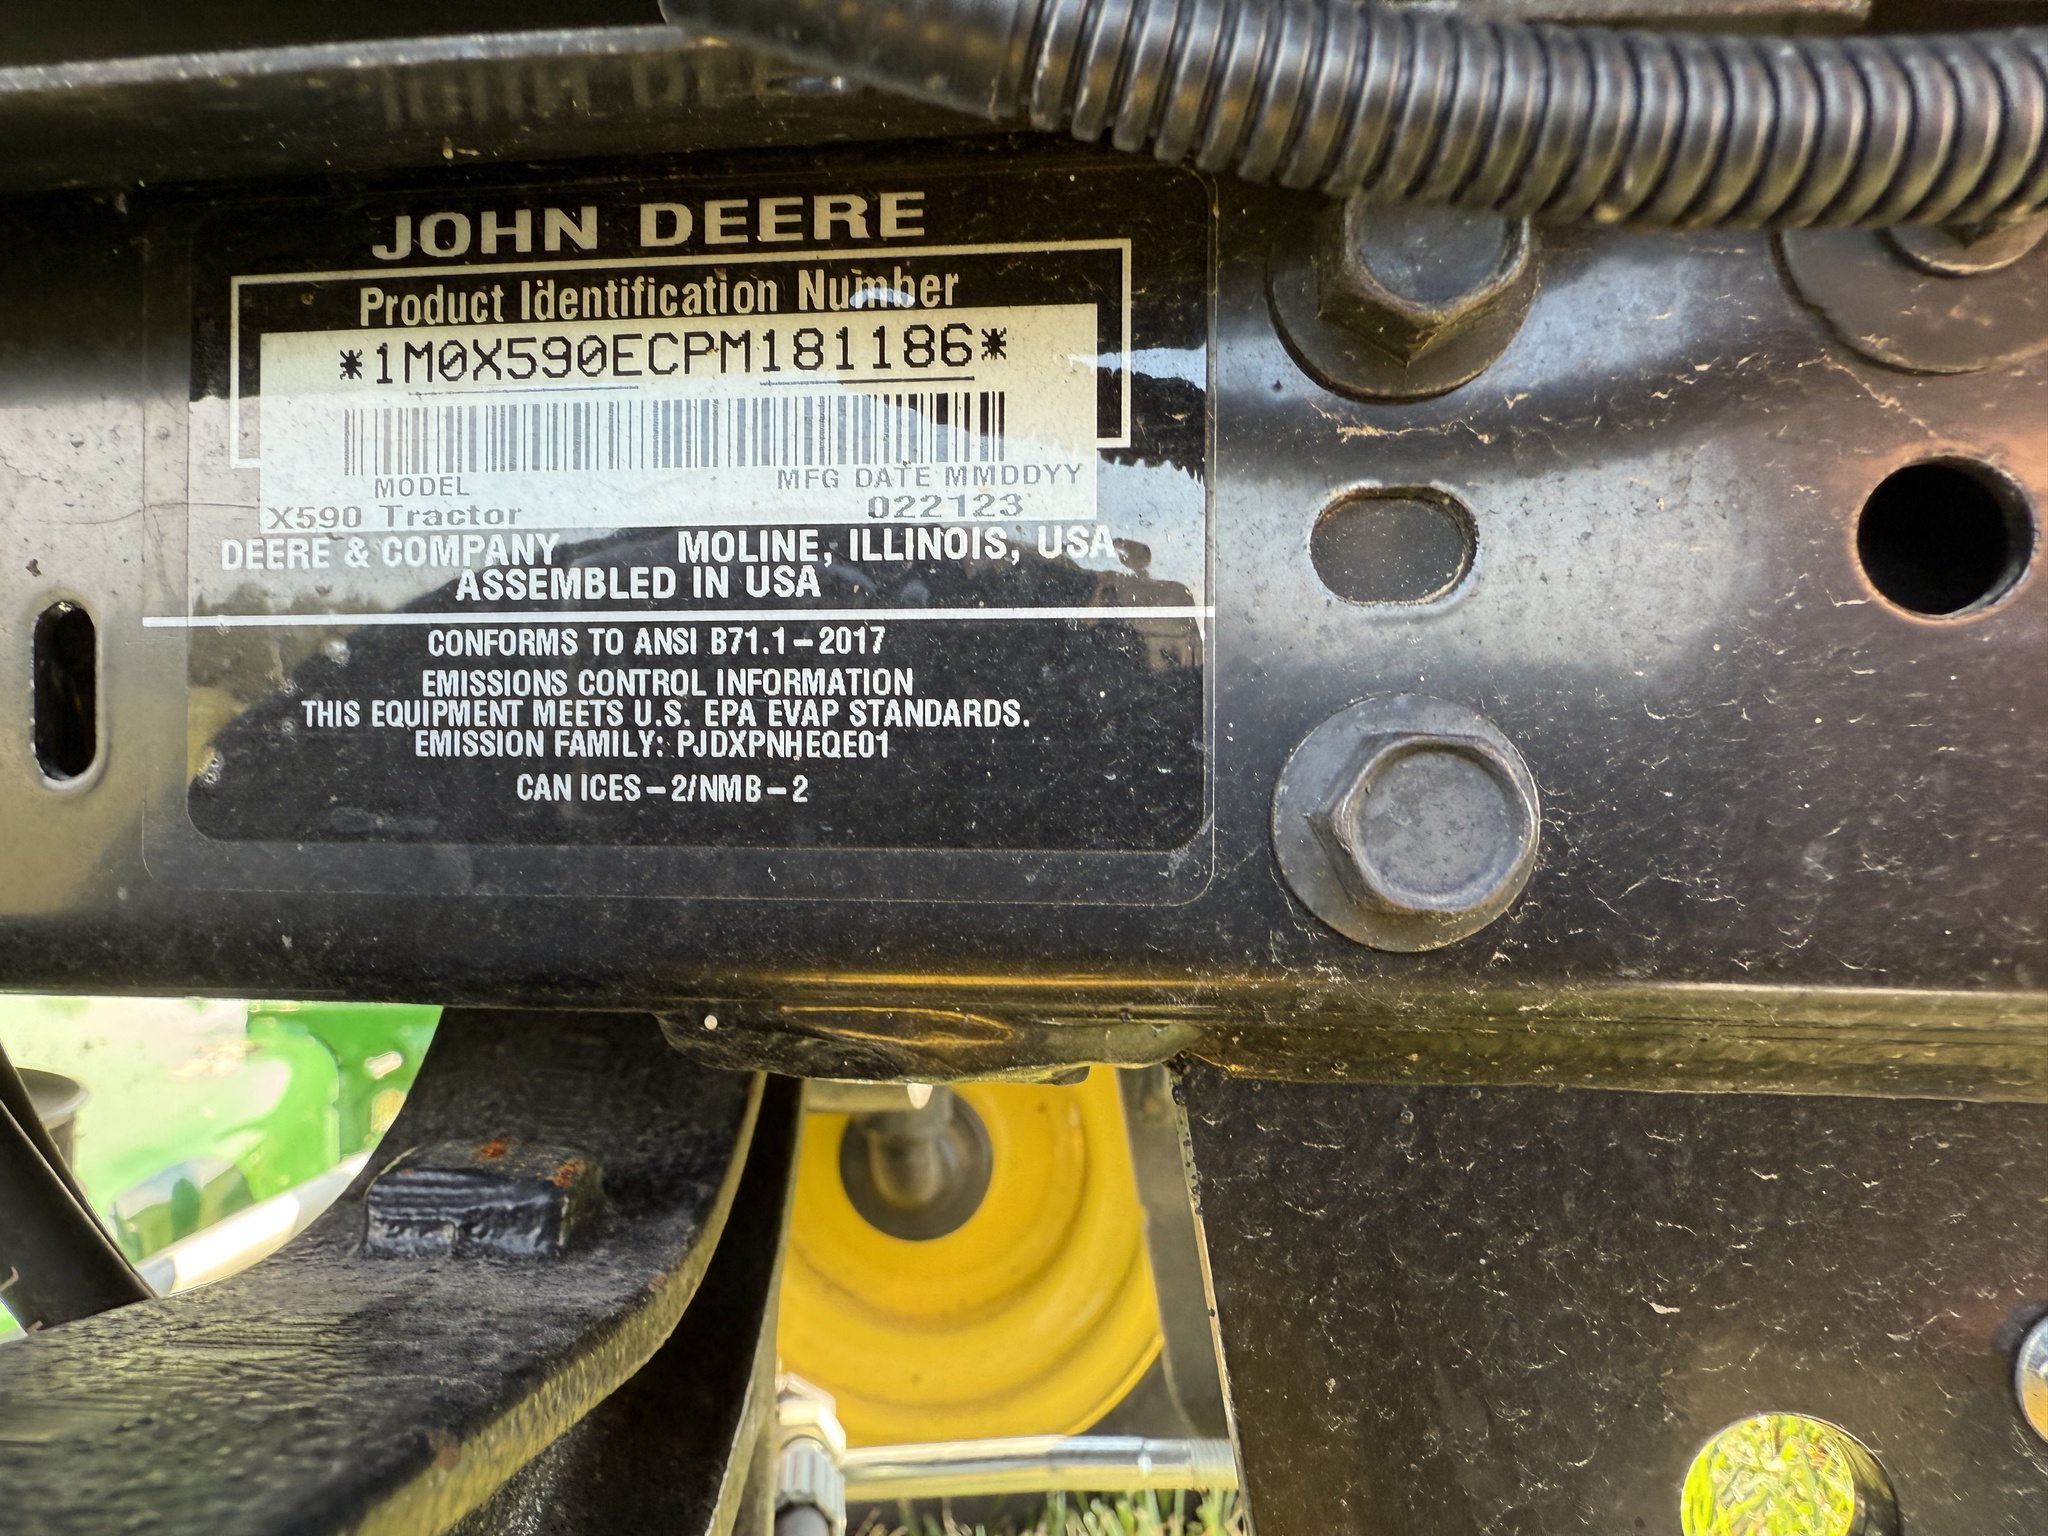 JOHN DEERE
Product Identification Number
*1M0X590ECPM181186*
MODEL MFG DATE MMDDYY
X590 Tractor 022123
DEERE & COMPANY MOLINE, ILLINOIS, USA
ASSEMBLED IN USA
CONFORMS TO ANSI B71.1-2017
EMISSIONS CONTROL INFORMATION
THIS EQUIPMENT MEETS U.S. EPA EVAP STANDARDS.
EMISSION FAMILY: PJDXPNHEQE01
CAN ICES-2/NMB-2